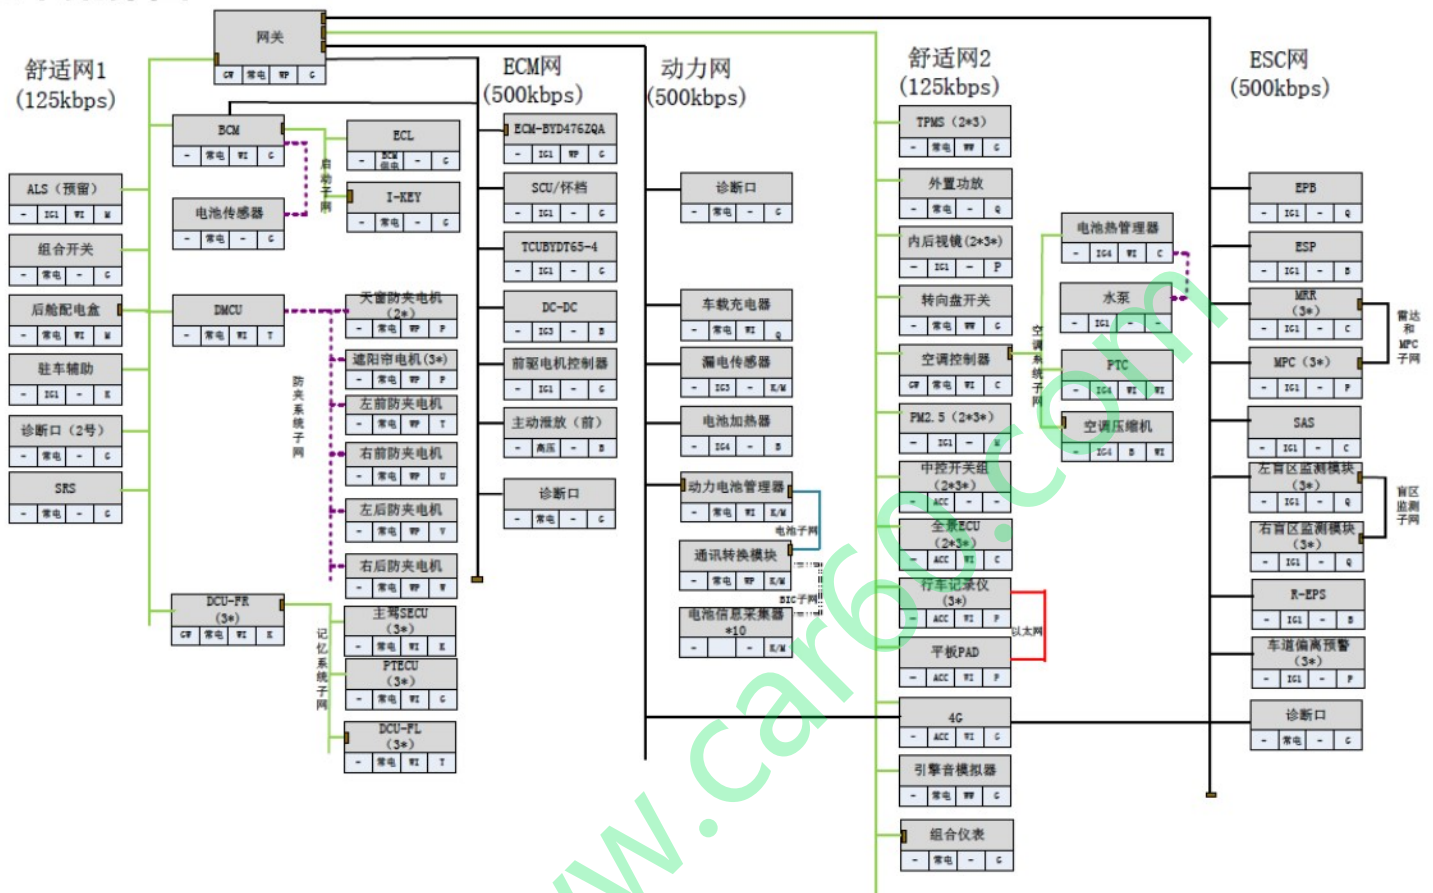 网关
GW 常电 WP G
舒适网1
(125kbps)
BCM
- 常电 WI G
ECL
- BCM供电 - G
启动子网
I-KEY
- 常电 - G
ALS（预留）
- IG1 WI M
电池传感器
- 常电 - G
组合开关
- 常电 - G
后舱配电盒
- 常电 WI M
DMCU
- 常电 WI T
天窗防夹电机
(2*)
- 常电 WP P
遮阳帘电机(3*)
- 常电 WP P
驻车辅助
- IG1 - K
防夹系统子网
左前防夹电机
- 常电 WP T
诊断口（2号）
- 常电 - G
右前防夹电机
- 常电 WP U
SRS
- 常电 - G
左后防夹电机
- 常电 WP V
右后防夹电机
- 常电 WP W
DCU-FR
(3*)
GW 常电 WI K
主驾SECU
(3*)
- 常电 WI K
记忆系统子网
PTECU
(3*)
- 常电 WI G
DCU-FL
(3*)
- 常电 WI T
ECM网
(500kbps)
ECM-BYD476ZQA
- IG1 WP G
SCU/怀档
- IG1 - G
TCUBYDT65-4
- IG1 - G
DC-DC
- IG3 - B
前驱电机控制器
- IG1 - G
主动泄放（前）
- 高压 - B
诊断口
- 常电 - G
动力网
(500kbps)
诊断口
- 常电 - G
车载充电器
- 常电 WI Q
漏电传感器
- IG3 - K/M
电池加热器
- IG4 - B
动力电池管理器
- 常电 WI K/M
电池子网
通讯转换模块
- 常电 WP K/M
BIC子网
电池信息采集器
*10
- - K/M
舒适网2
(125kbps)
TPMS（2*3）
- 常电 WW G
外置功放
- 常电 - Q
内后视镜(2*3*)
- IG1 - P
转向盘开关
- 常电 WW G
空调控制器
GW 常电 WI C
PM2.5（2*3*）
- IG1 - M
中控开关组
(2*3*)
- ACC - -
全景ECU
(2*3*)
- ACC WI C
行车记录仪
(3*)
- ACC WI P
以太网
平板PAD
- ACC WI P
4G
- ACC WI G
引擎音模拟器
- 常电 WW G
组合仪表
- 常电 - G
电池热管理器
- IG4 WI C
水泵
- IG1 - -
空调系统子网
PTC
- IG4 WI WI
空调压缩机
- IG4 B WI
ESC网
(500kbps)
EPB
- IG1 - Q
ESP
- IG1 - B
MRR
(3*)
- IG1 - C
雷达和MPC子网
MPC（3*）
- IG1 - P
SAS
- IG1 - C
左盲区监测模块
(3*)
- IG1 - Q
盲区监测子网
右盲区监测模块
(3*)
- IG1 - Q
R-EPS
- IG1 - B
车道偏离预警
(3*)
- IG1 - P
诊断口
- 常电 - G
www.car60.com